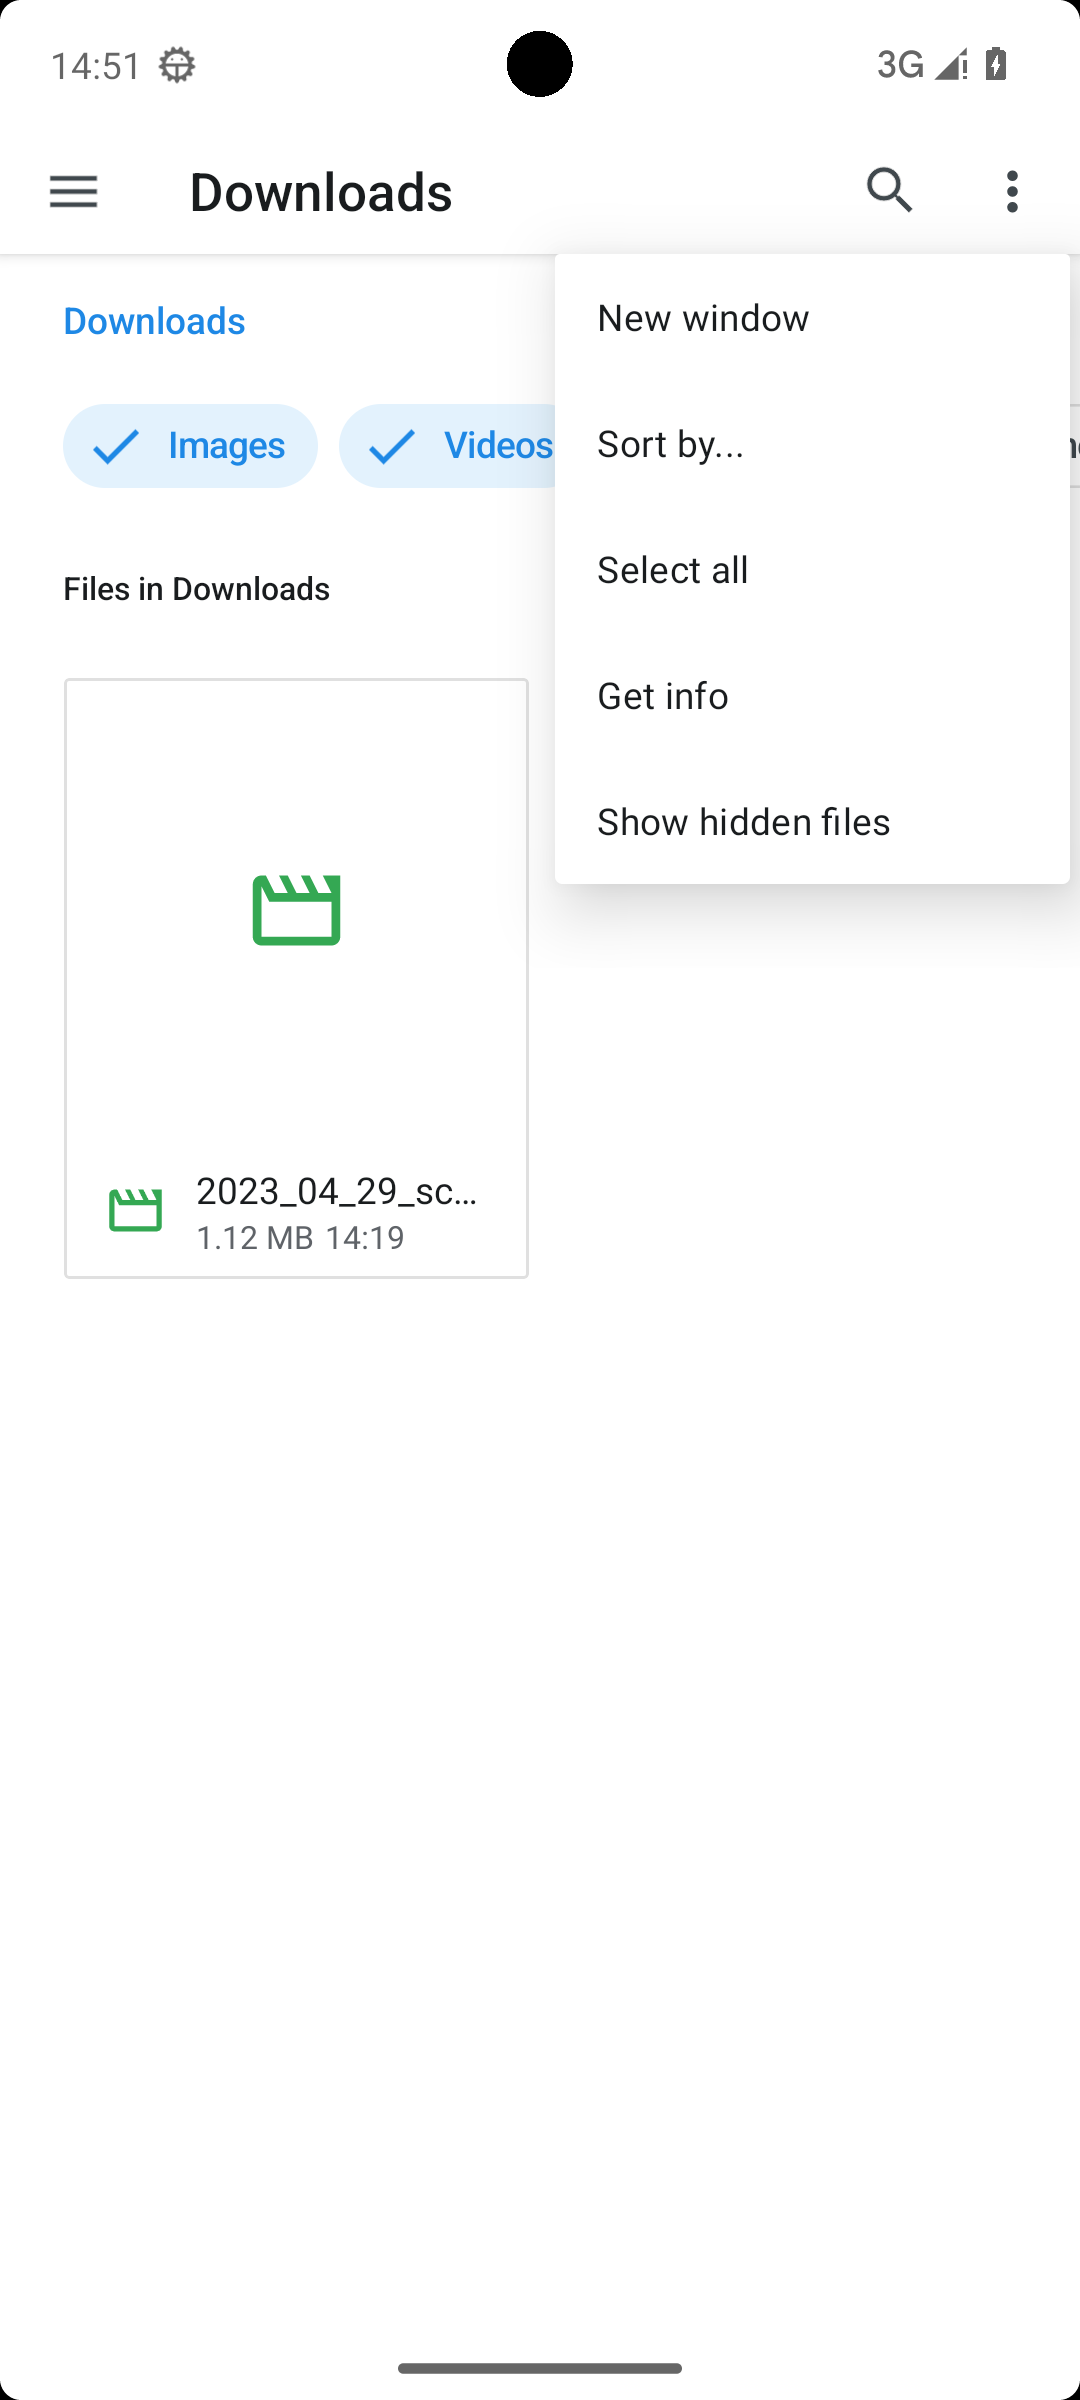 14:51
3G
Downloads
Downloads
Images
Videos
Files in Downloads
New window
Sort by...
Select all
Get info
Show hidden files
2023_04_29_sc...
1.12 MB 14:19